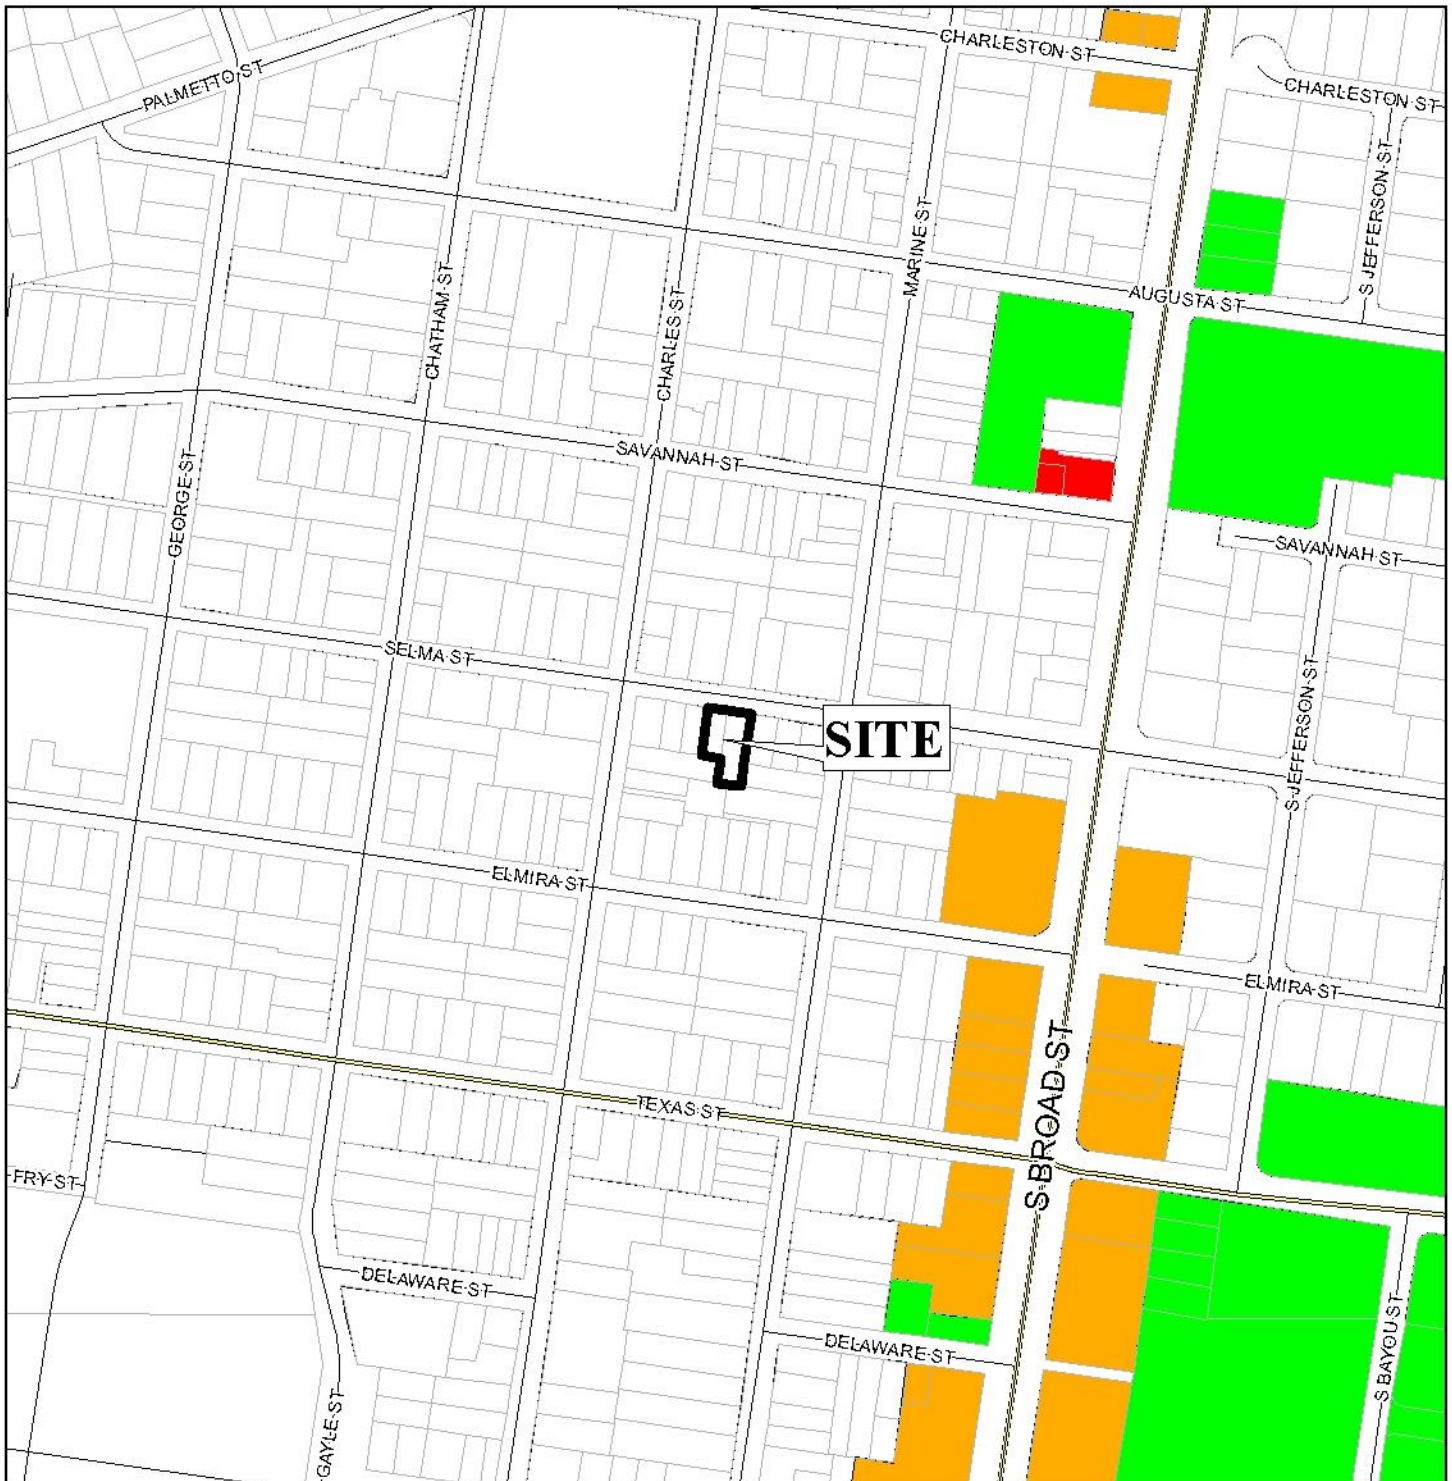 CHARLESTON ST
PALMETTO ST
CHARLESTON ST
S JEFFERSON ST
MARINE ST
CHATHAM ST
AUGUSTA ST
CHARLES ST
SAVANNAH ST
GEORGE ST
SAVANNAH ST
SELMA ST
SITE
S JEFFERSON ST
ELMIRA ST
ELMIRA ST
S BROAD ST
TEXAS ST
FRY ST
DELAWARE ST
DELAWARE ST
S BAYOU ST
GAYLE ST